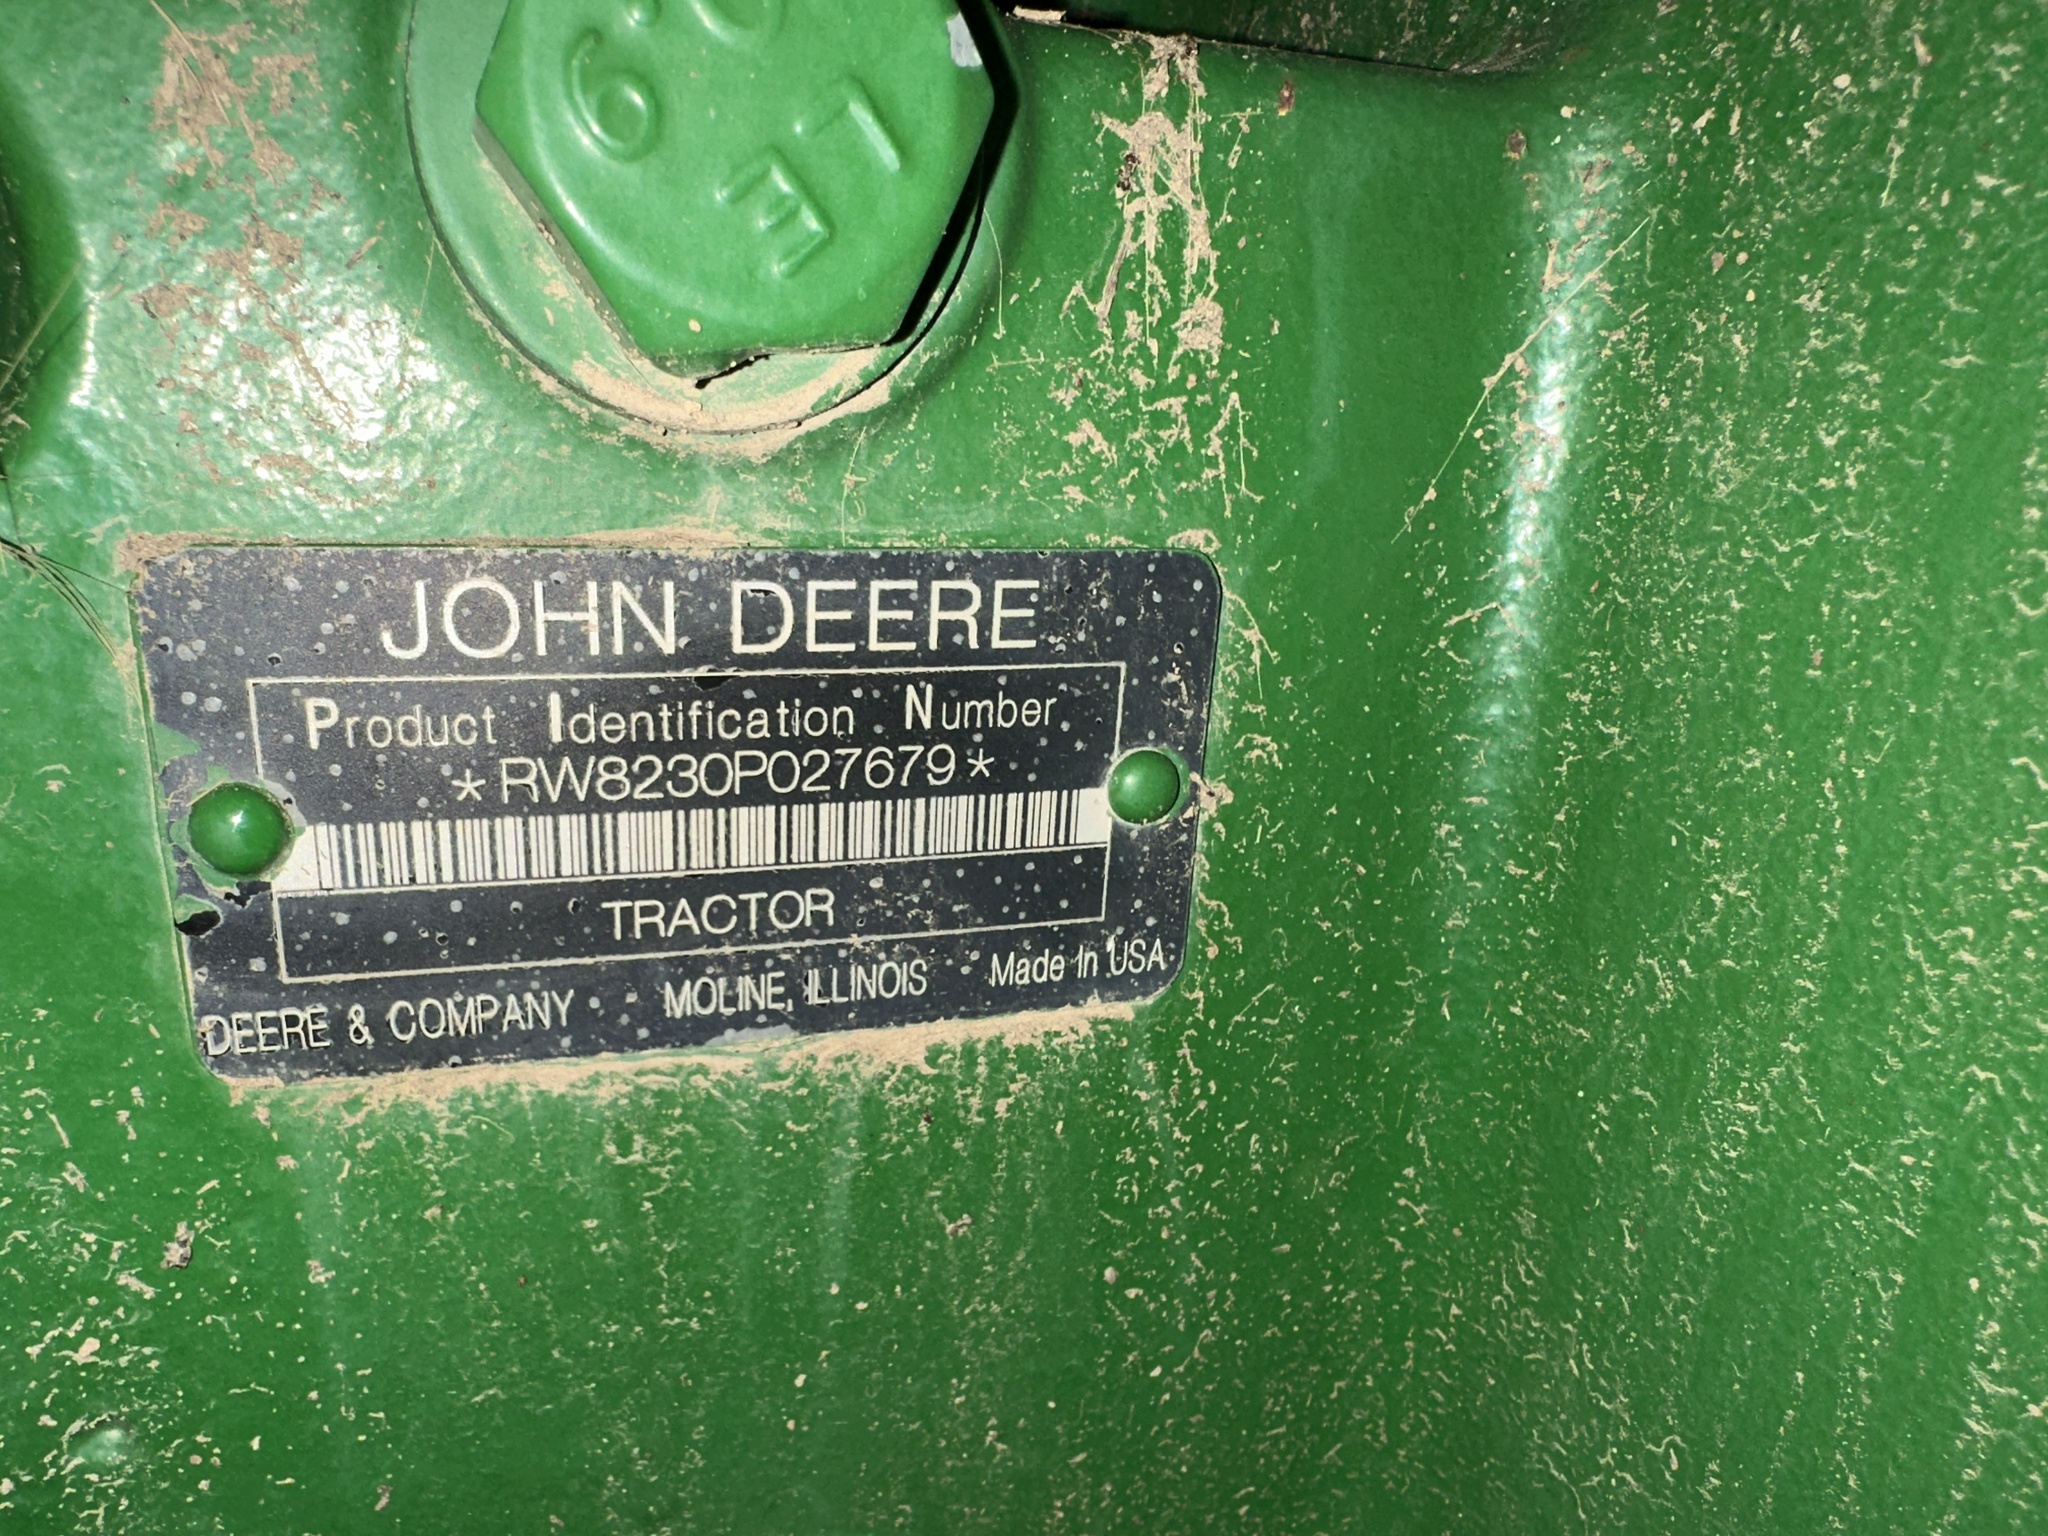 JOHN DEERE
Product Identification Number
*RW8230P027679*
TRACTOR
DEERE & COMPANY MOLINE, ILLINOIS Made In USA